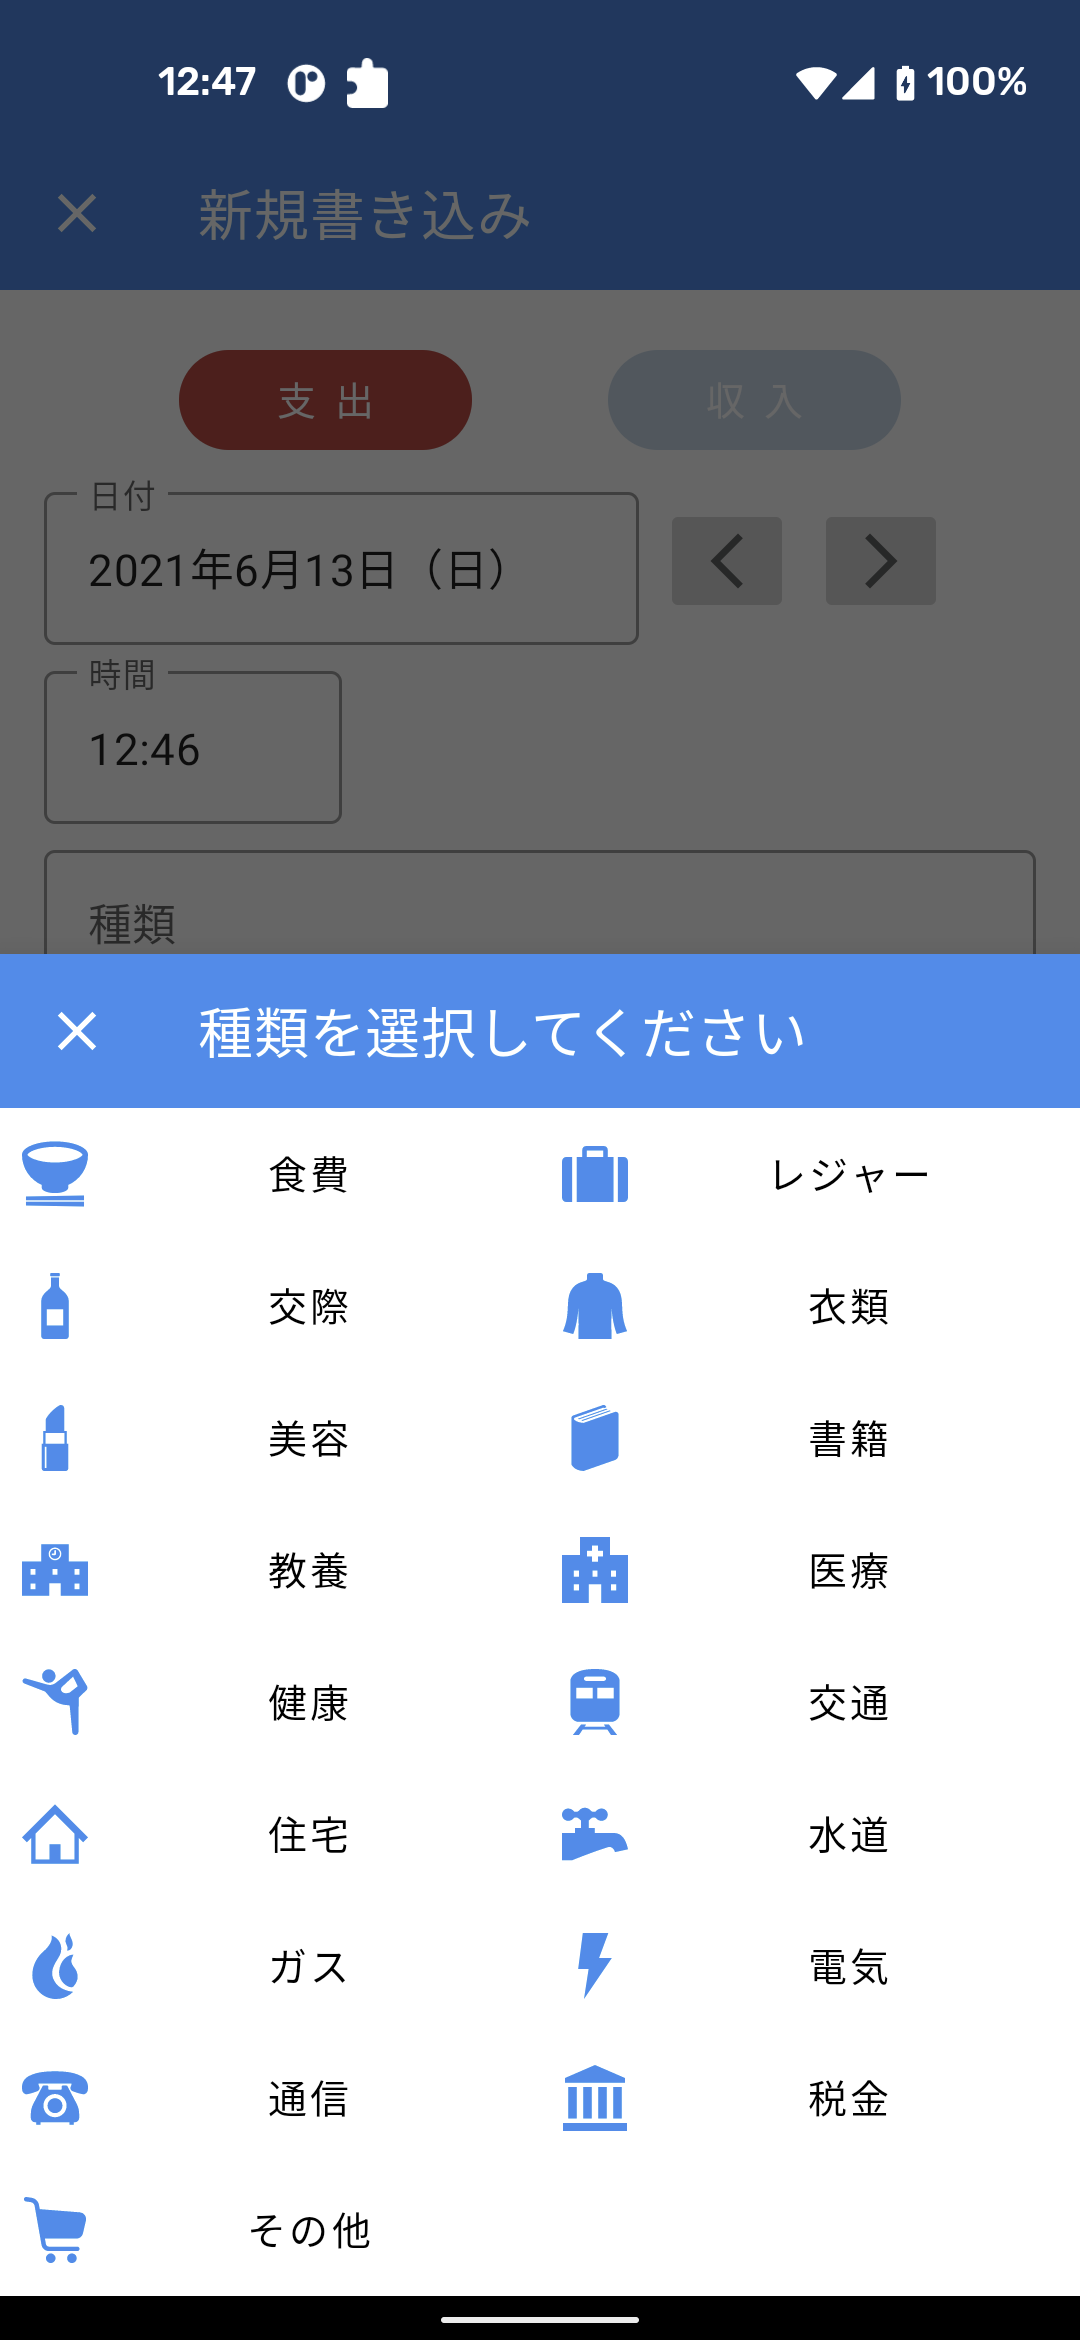 12:47 100%
新規書き込み
支出 収入
日付
2021年6月13日（日）
時間
12:46
種類
種類を選択してください
食費 レジャー
交際 衣類
美容 書籍
教養 医療
健康 交通
住宅 水道
ガス 電気
通信 税金
その他